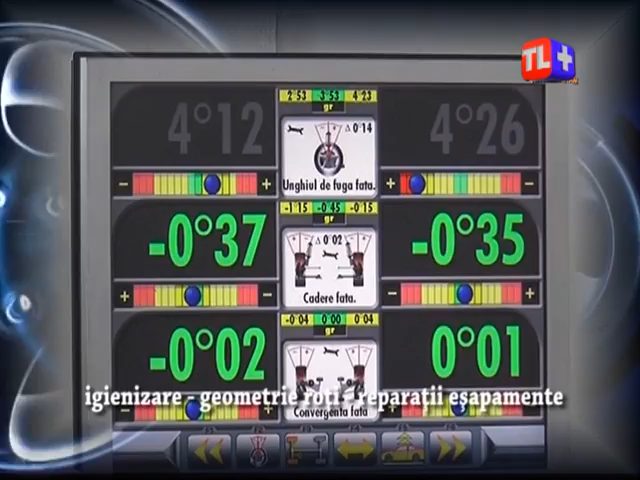 TL+
2°53 3°53 4°23
gr
4°12
Δ 0°14
4°26
Unghiul de fuga fata.
- +
+ -
-1°15 -0°45 -0°15
gr
-0°37
Δ 0°02
-0°35
Cadere fata.
+ -
- +
-0°04 0°00 0°04
gr
-0°02
0°01
igienizare - geometrie roti - reparații eșapamente
Convergenta fata
- +
- +